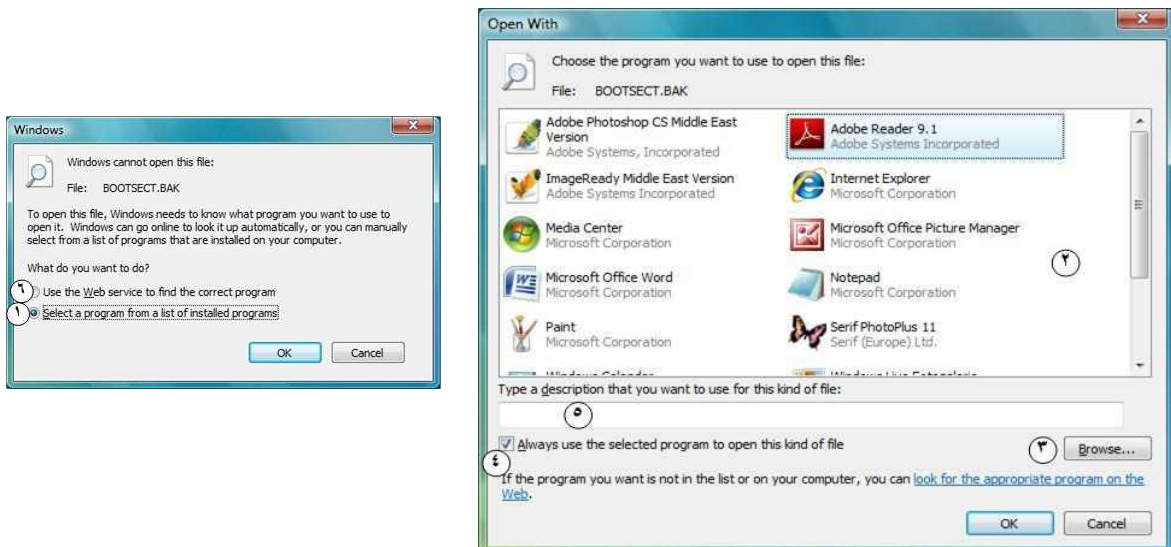 Windows
Windows cannot open this file:
File: BOOTSECT.BAK
To open this file, Windows needs to know what program you want to use to
open it. Windows can go online to look it up automatically, or you can manually
select from a list of programs that are installed on your computer.
What do you want to do?
٦ Use the Web service to find the correct program
١ Select a program from a list of installed programs
OK Cancel
Open With
Choose the program you want to use to open this file:
File: BOOTSECT.BAK
Adobe Photoshop CS Middle East
Version
Adobe Systems, Incorporated
Adobe Reader 9.1
Adobe Systems Incorporated
ImageReady Middle East Version
Adobe Systems Incorporated
Internet Explorer
Microsoft Corporation
Media Center
Microsoft Corporation
Microsoft Office Picture Manager
Microsoft Corporation
٢
Microsoft Office Word
Microsoft Corporation
Notepad
Microsoft Corporation
Paint
Microsoft Corporation
Serif PhotoPlus 11
Serif (Europe) Ltd.
Type a description that you want to use for this kind of file:
٥
Always use the selected program to open this kind of file
٣ Browse...
٤
If the program you want is not in the list or on your computer, you can look for the appropriate program on the
Web.
OK Cancel